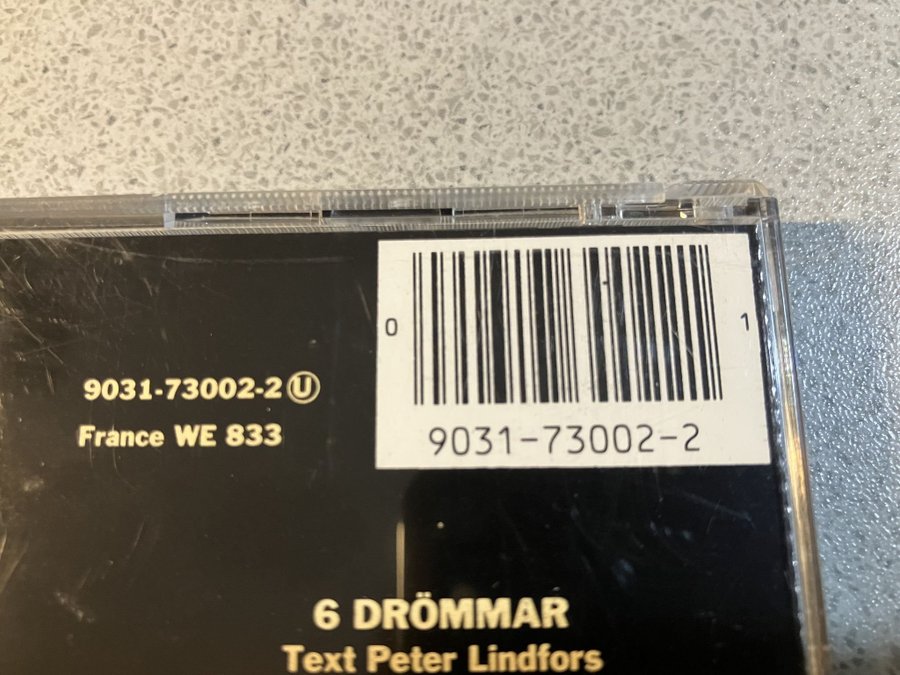 0 1
9031-73002-2
9031-73002-2 Ⓤ
France WE 833
6 DRÖMMAR
Text Peter Lindfors